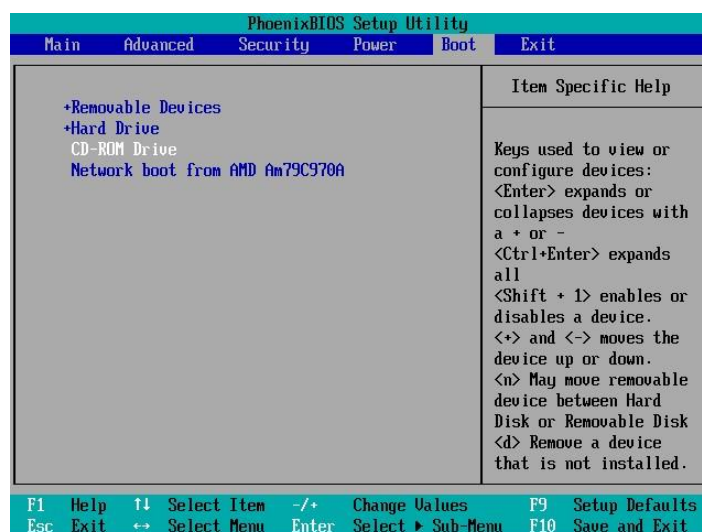 PhoenixBIOS Setup Utility
Main Advanced Security Power Boot Exit
+Removable Devices
+Hard Drive
CD-ROM Drive
Network boot from AMD Am79C970A
Item Specific Help
Keys used to view or
configure devices:
<Enter> expands or
collapses devices with
a + or -
<Ctrl+Enter> expands
all
<Shift + 1> enables or
disables a device.
<+> and <-> moves the
device up or down.
<n> May move removable
device between Hard
Disk or Removable Disk
<d> Remove a device
that is not installed.
F1 Help ↑↓ Select Item -/+ Change Values F9 Setup Defaults
Esc Exit ↔ Select Menu Enter Select ▸ Sub-Menu F10 Save and Exit